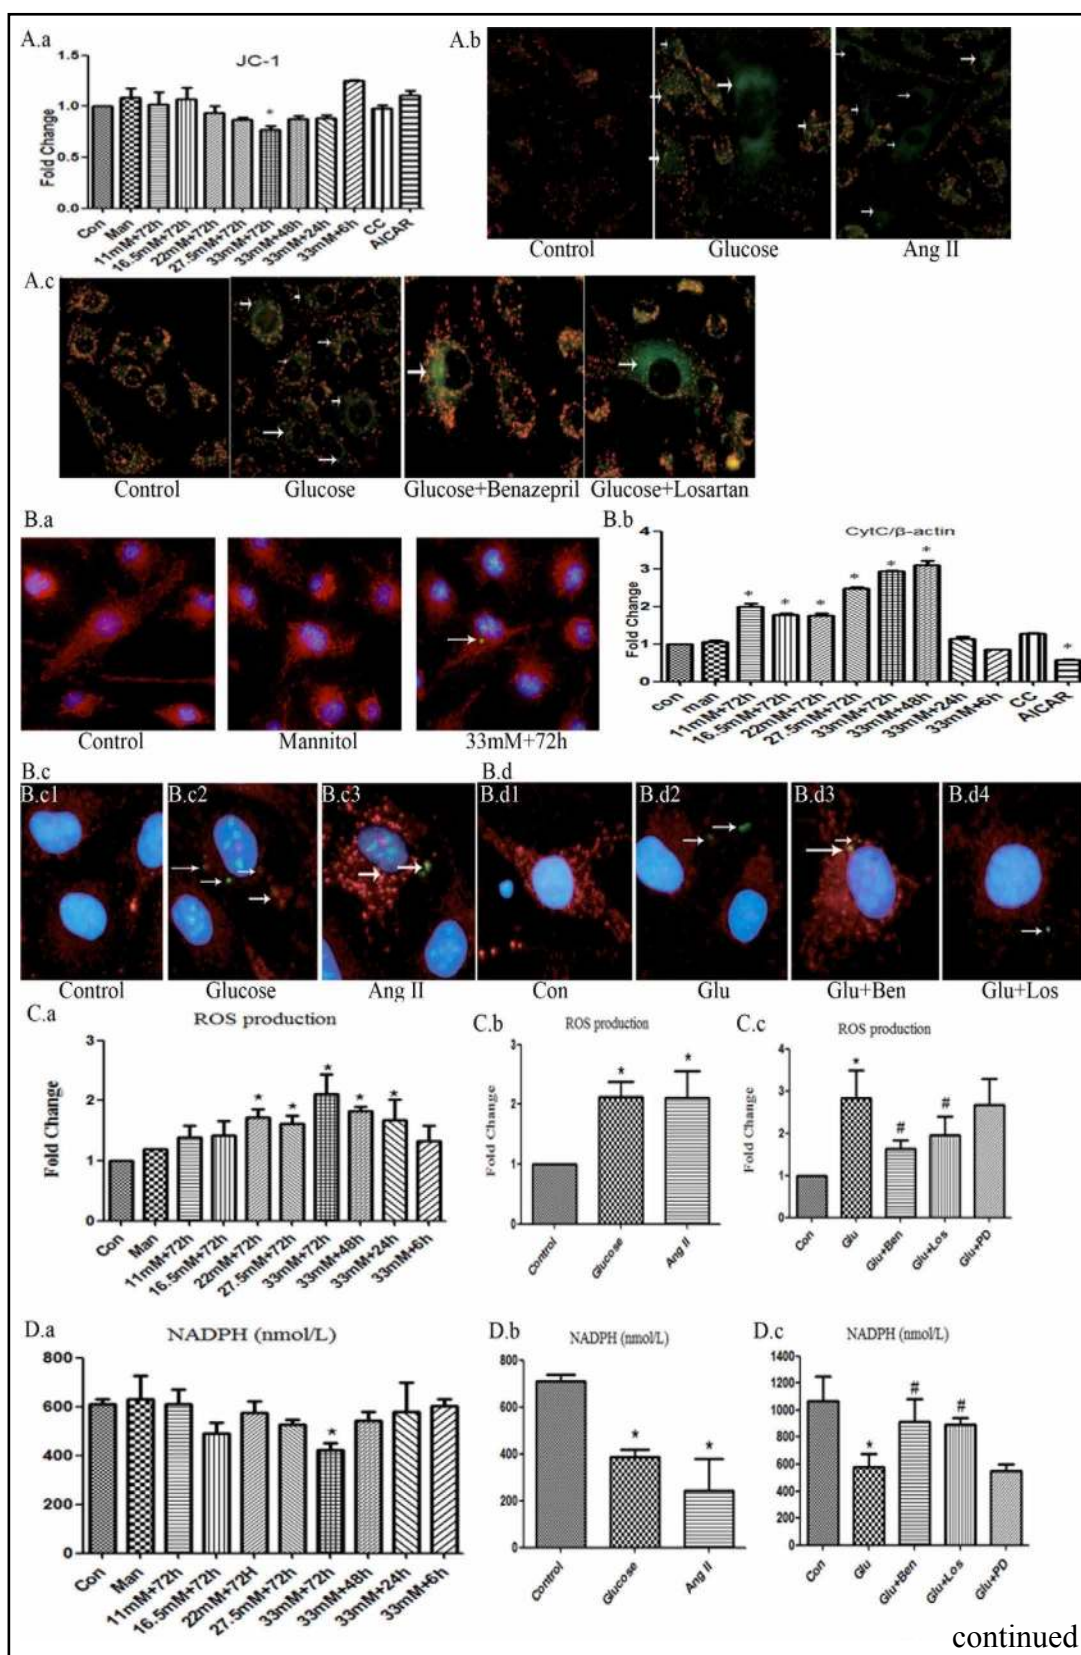 A.a
JC-1
Fold Change
1.5
1.0
0.5
0.0
Con
Man
11mM+72h
16.5mM+72h
22mM+72h
27.5mM+72h
33mM+72h
33mM+48h
33mM+24h
33mM+6h
CC
AICAR
*
A.b
Control
Glucose
Ang II
A.c
Control
Glucose
Glucose+Benazepril
Glucose+Losartan
B.a
Control
Mannitol
33mM+72h
B.b
CytC/β-actin
Fold Change
4
3
2
1
0
* * * * * * *
con
man
11mM+72h
16.5mM+72h
22mM+72h
27.5mM+72h
33mM+72h
33mM+48h
33mM+24h
33mM+6h
CC
AICAR
B.c
B.c1
B.c2
B.c3
Control
Glucose
Ang II
B.d
B.d1
B.d2
B.d3
B.d4
Con
Glu
Glu+Ben
Glu+Los
C.a
ROS production
Fold Change
3
2
1
0
* * * * *
Con
Man
11mM+72h
16.5mM+72h
22mM+72h
27.5mM+72h
33mM+72h
33mM+48h
33mM+24h
33mM+6h
C.b
ROS production
Fold Change
3
2
1
0
* *
Control
Glucose
Ang II
C.c
ROS production
Fold Change
4
3
2
1
0
* # #
Con
Glu
Glu+Ben
Glu+Los
Glu+PD
D.a
NADPH (nmol/L)
800
600
400
200
0
*
Con
Man
11mM+72h
16.5mM+72h
22mM+72H
27.5mM+72h
33mM+72h
33mM+48h
33mM+24h
33mM+6h
D.b
NADPH (nmol/L)
800
600
400
200
0
* *
Control
Glucose
Ang II
D.c
NADPH (nmol/L)
1400
1200
1000
800
600
400
200
0
* # #
Con
Glu
Glu+Ben
Glu+Los
Glu+PD
continued